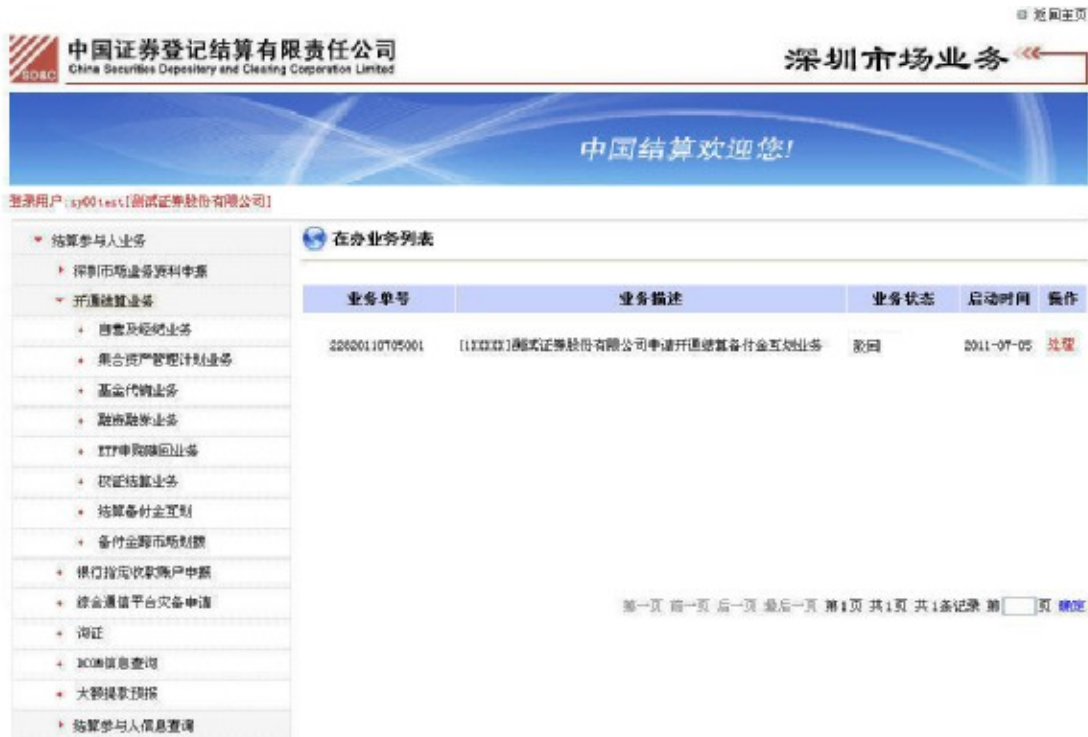 返回主页
中国证券登记结算有限责任公司
China Securities Depository and Clearing Corporation Limited
SD&C
深圳市场业务
中国结算欢迎您!
登录用户:sy00test[测试证券股份有限公司]
结算参与人业务
深圳市场业务资料申报
开通结算业务
自营及经纪业务
集合资产管理计划业务
基金代销业务
融资融券业务
ETF申购赎回业务
权证结算业务
结算备付金互划
备付金跨市场划拨
银行指定收款账户申报
综合通信平台灾备申请
询证
DCOM信息查询
大额提款预报
结算参与人信息查询
在办业务列表
业务单号 业务描述 业务状态 启动时间 操作
22020110705001 [1XXXXX]测试证券股份有限公司申请开通结算备付金互划业务 驳回 2011-07-05 处理
第一页 前一页 后一页 最后一页 第1页 共1页 共1条记录 第 页 确定